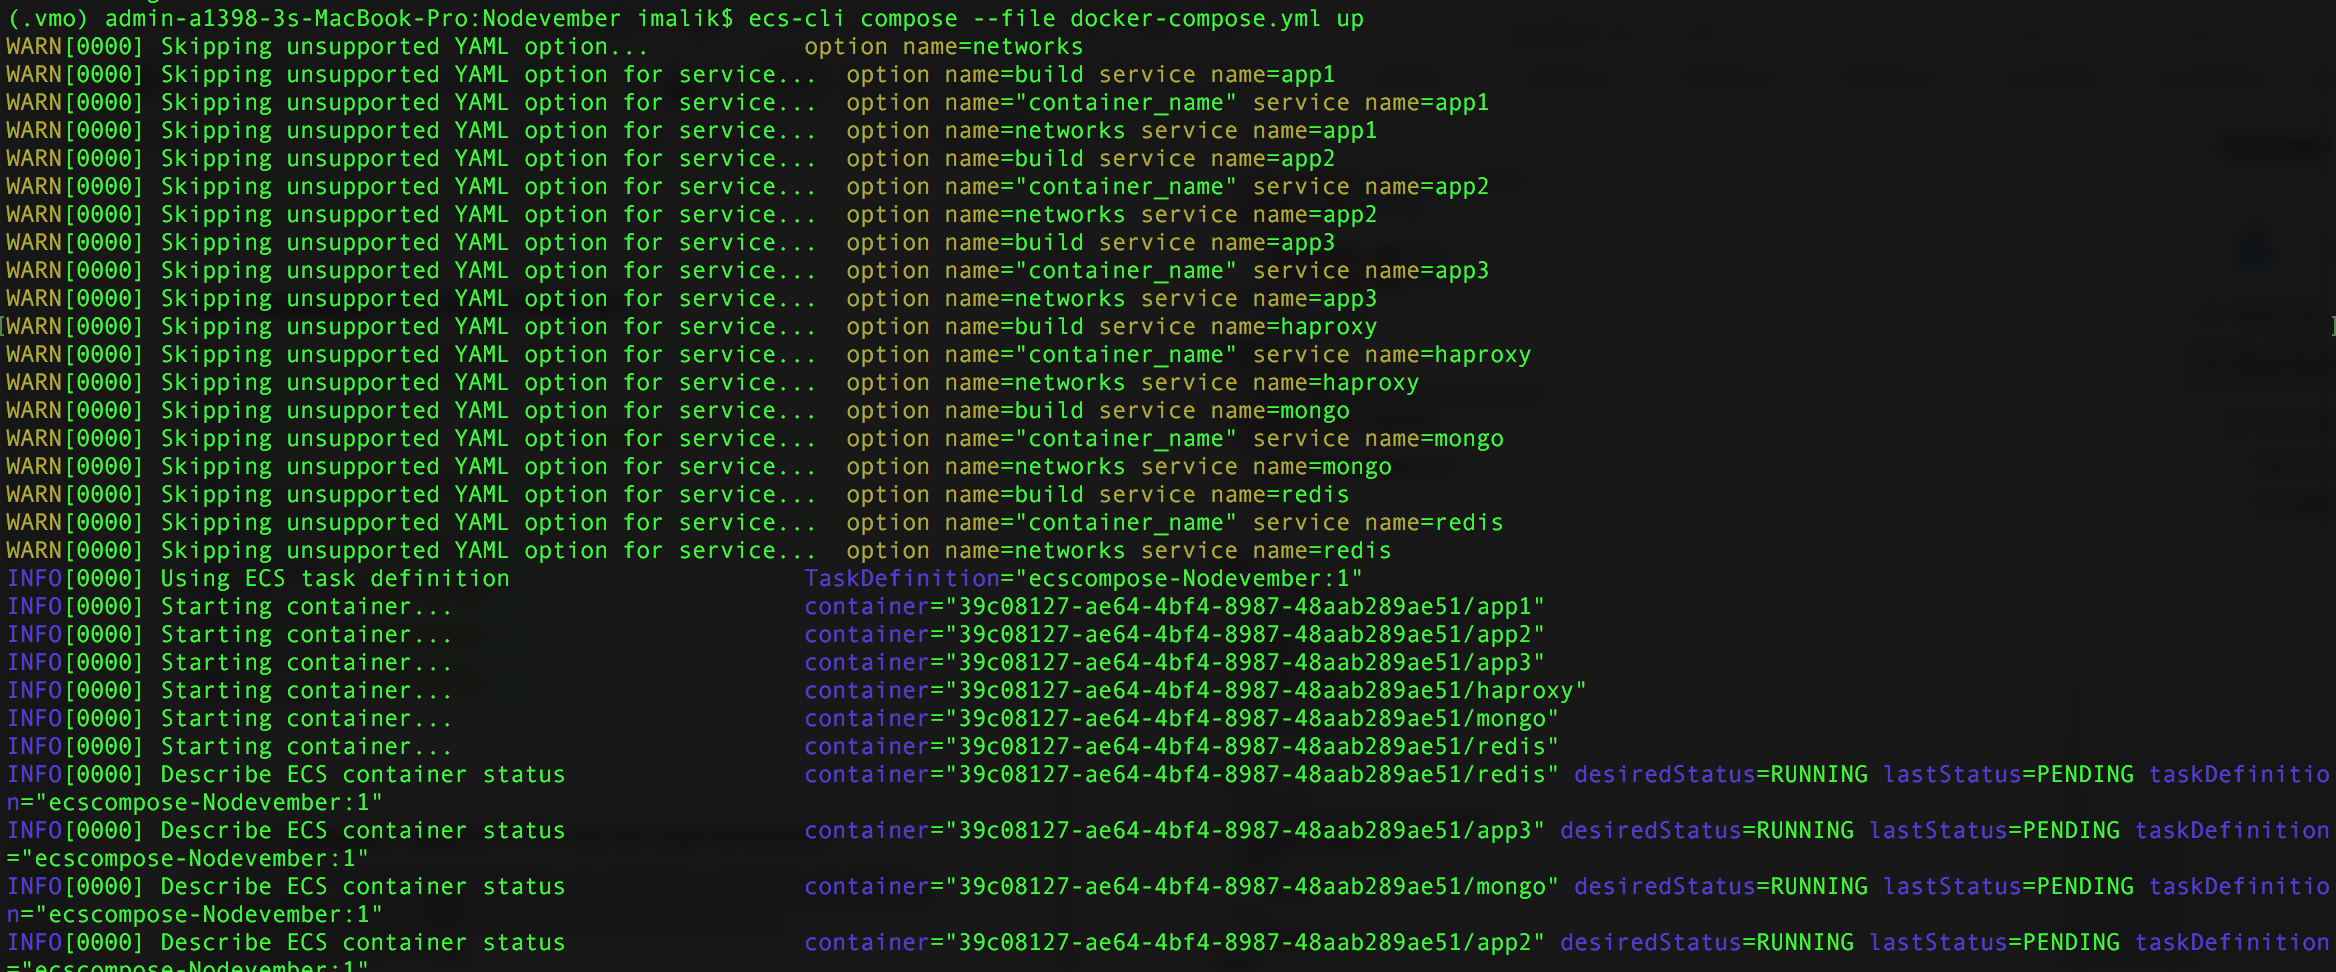 (.vmo) admin-a1398-3s-MacBook-Pro:Nodevember imalik$ ecs-cli compose --file docker-compose.yml up
WARN[0000] Skipping unsupported YAML option... option name=networks
WARN[0000] Skipping unsupported YAML option for service... option name=build service name=app1
WARN[0000] Skipping unsupported YAML option for service... option name="container_name" service name=app1
WARN[0000] Skipping unsupported YAML option for service... option name=networks service name=app1
WARN[0000] Skipping unsupported YAML option for service... option name=build service name=app2
WARN[0000] Skipping unsupported YAML option for service... option name="container_name" service name=app2
WARN[0000] Skipping unsupported YAML option for service... option name=networks service name=app2
WARN[0000] Skipping unsupported YAML option for service... option name=build service name=app3
WARN[0000] Skipping unsupported YAML option for service... option name="container_name" service name=app3
WARN[0000] Skipping unsupported YAML option for service... option name=networks service name=app3
[WARN[0000] Skipping unsupported YAML option for service... option name=build service name=haproxy ]
WARN[0000] Skipping unsupported YAML option for service... option name="container_name" service name=haproxy
WARN[0000] Skipping unsupported YAML option for service... option name=networks service name=haproxy
WARN[0000] Skipping unsupported YAML option for service... option name=build service name=mongo
WARN[0000] Skipping unsupported YAML option for service... option name="container_name" service name=mongo
WARN[0000] Skipping unsupported YAML option for service... option name=networks service name=mongo
WARN[0000] Skipping unsupported YAML option for service... option name=build service name=redis
WARN[0000] Skipping unsupported YAML option for service... option name="container_name" service name=redis
WARN[0000] Skipping unsupported YAML option for service... option name=networks service name=redis
INFO[0000] Using ECS task definition TaskDefinition="ecscompose-Nodevember:1"
INFO[0000] Starting container... container="39c08127-ae64-4bf4-8987-48aab289ae51/app1"
INFO[0000] Starting container... container="39c08127-ae64-4bf4-8987-48aab289ae51/app2"
INFO[0000] Starting container... container="39c08127-ae64-4bf4-8987-48aab289ae51/app3"
INFO[0000] Starting container... container="39c08127-ae64-4bf4-8987-48aab289ae51/haproxy"
INFO[0000] Starting container... container="39c08127-ae64-4bf4-8987-48aab289ae51/mongo"
INFO[0000] Starting container... container="39c08127-ae64-4bf4-8987-48aab289ae51/redis"
INFO[0000] Describe ECS container status container="39c08127-ae64-4bf4-8987-48aab289ae51/redis" desiredStatus=RUNNING lastStatus=PENDING taskDefinitio
n="ecscompose-Nodevember:1"
INFO[0000] Describe ECS container status container="39c08127-ae64-4bf4-8987-48aab289ae51/app3" desiredStatus=RUNNING lastStatus=PENDING taskDefinition
="ecscompose-Nodevember:1"
INFO[0000] Describe ECS container status container="39c08127-ae64-4bf4-8987-48aab289ae51/mongo" desiredStatus=RUNNING lastStatus=PENDING taskDefinitio
n="ecscompose-Nodevember:1"
INFO[0000] Describe ECS container status container="39c08127-ae64-4bf4-8987-48aab289ae51/app2" desiredStatus=RUNNING lastStatus=PENDING taskDefinition
="ecscompose-Nodevember:1"